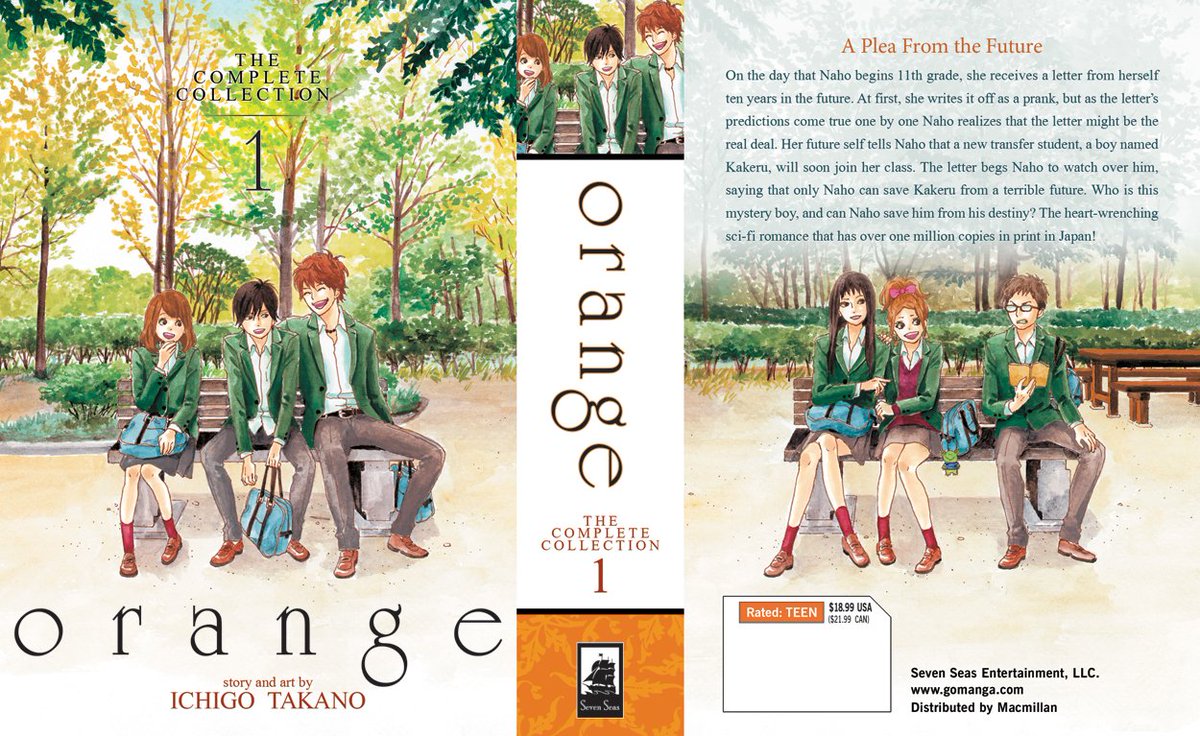 THE
COMPLETE
COLLECTION
1
orange
story and art by
ICHIGO TAKANO
orange
THE
COMPLETE
COLLECTION
1
Seven Seas
A Plea From the Future
On the day that Naho begins 11th grade, she receives a letter from herself
ten years in the future. At first, she writes it off as a prank, but as the letter's
predictions come true one by one Naho realizes that the letter might be the
real deal. Her future self tells Naho that a new transfer student, a boy named
Kakeru, will soon join her class. The letter begs Naho to watch over him,
saying that only Naho can save Kakeru from a terrible future. Who is this
mystery boy, and can Naho save him from his destiny? The heart-wrenching
sci-fi romance that has over one million copies in print in Japan!
Rated: TEEN
$18.99 USA
($21.99 CAN)
Seven Seas Entertainment, LLC.
www.gomanga.com
Distributed by Macmillan